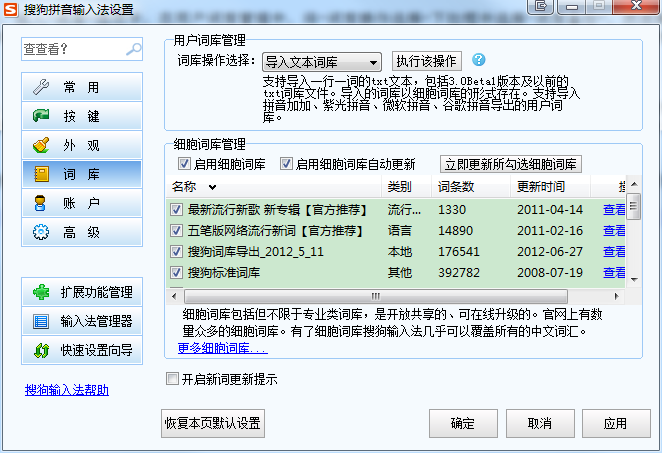 搜狗拼音输入法设置
查查看？
常 用
按 键
外 观
词 库
账 户
高 级
扩展功能管理
输入法管理器
快速设置向导
搜狗输入法帮助
用户词库管理
词库操作选择: 导入文本词库 执行该操作 ?
支持导入一行一词的txt文本，包括3.0Beta1版本及以前的
txt词库文件。导入的词库以细胞词库的形式存在。支持导入
拼音加加、紫光拼音、微软拼音、谷歌拼音导出的用户词
库。
细胞词库管理
启用细胞词库 启用细胞词库自动更新 立即更新所勾选细胞词库
名称 类别 词条数 更新时间
最新流行新歌 新专辑【官方推荐】 流行... 1330 2011-04-14 查看
五笔版网络流行新词【官方推荐】 语言 14890 2011-02-16 查看
搜狗词库导出_2012_5_11 本地 176541 2012-06-27 查看
搜狗标准词库 其他 392782 2008-07-19 查看
细胞词库包括但不限于专业类词库，是开放共享的、可在线升级的。官网上有数
量众多的细胞词库。有了细胞词库搜狗输入法几乎可以覆盖所有的中文词汇。
更多细胞词库...
开启新词更新提示
恢复本页默认设置 确定 取消 应用